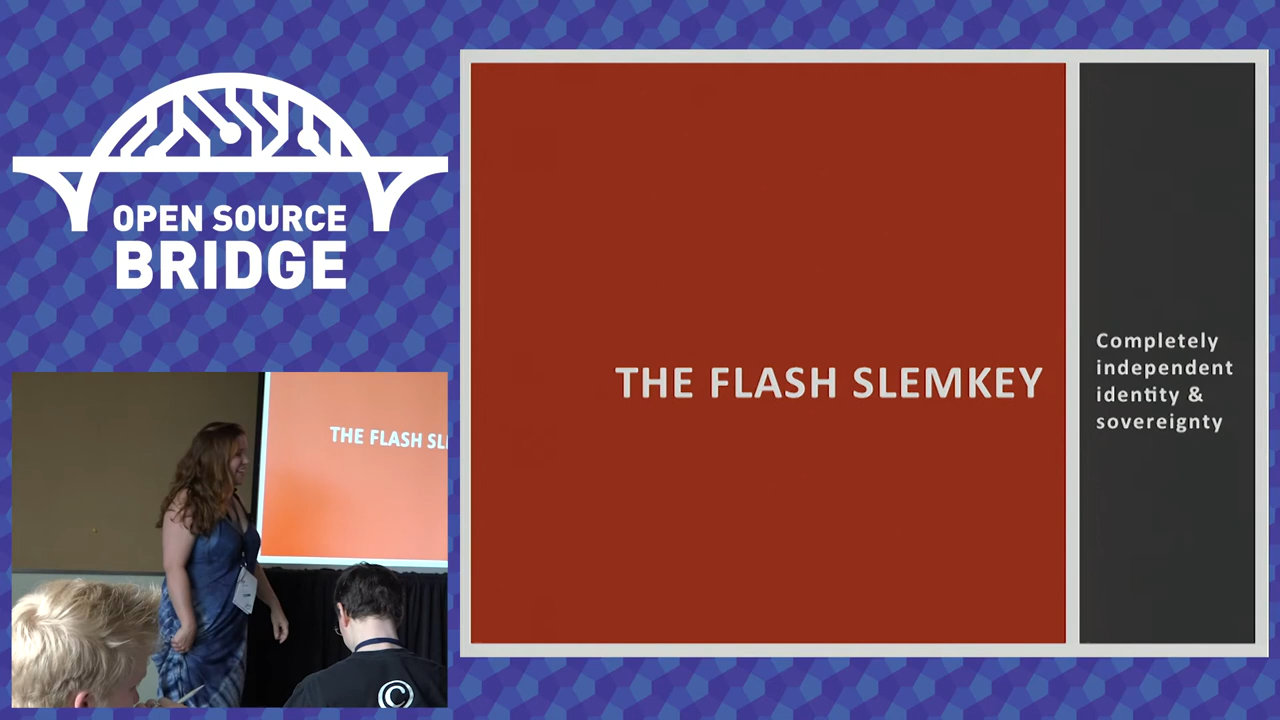 OPEN SOURCE
BRIDGE
THE FLASH SLEMKEY
Completely
independent
identity &
sovereignty
THE FLASH SL
©